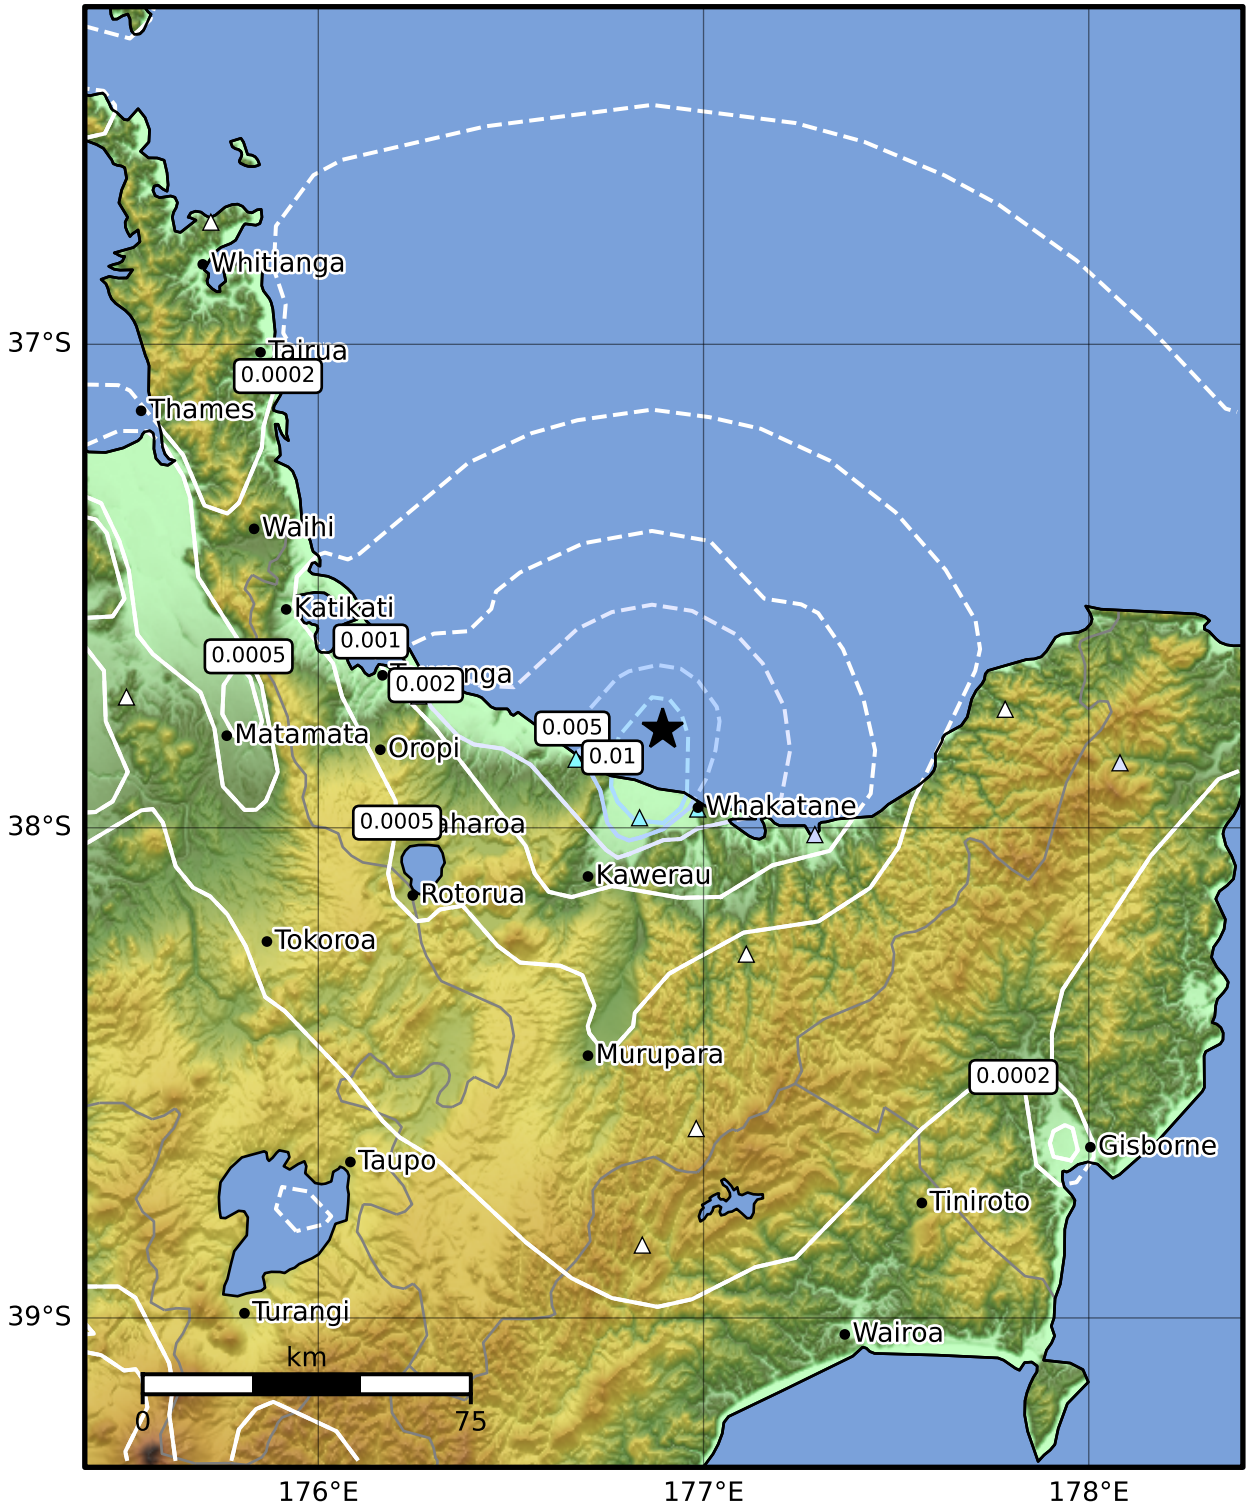 Whitianga
37°S
Tairua
0.0002
Thames
Waihi
Katikati
0.001
0.0005
0.002
0.005
Matamata
Oropi
0.01
Whakatane
38°S
0.0005
Kawerau
Rotorua
Tokoroa
Murupara
0.0002
Gisborne
Taupo
Tiniroto
39°S
Turangi
Wairoa
km
0
75
176°E
177°E
178°E